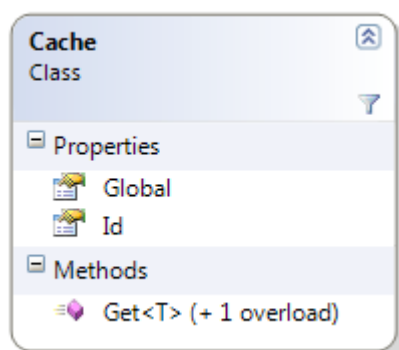 Cache
Class
Properties
Global
Id
Methods
Get<T> (+ 1 overload)